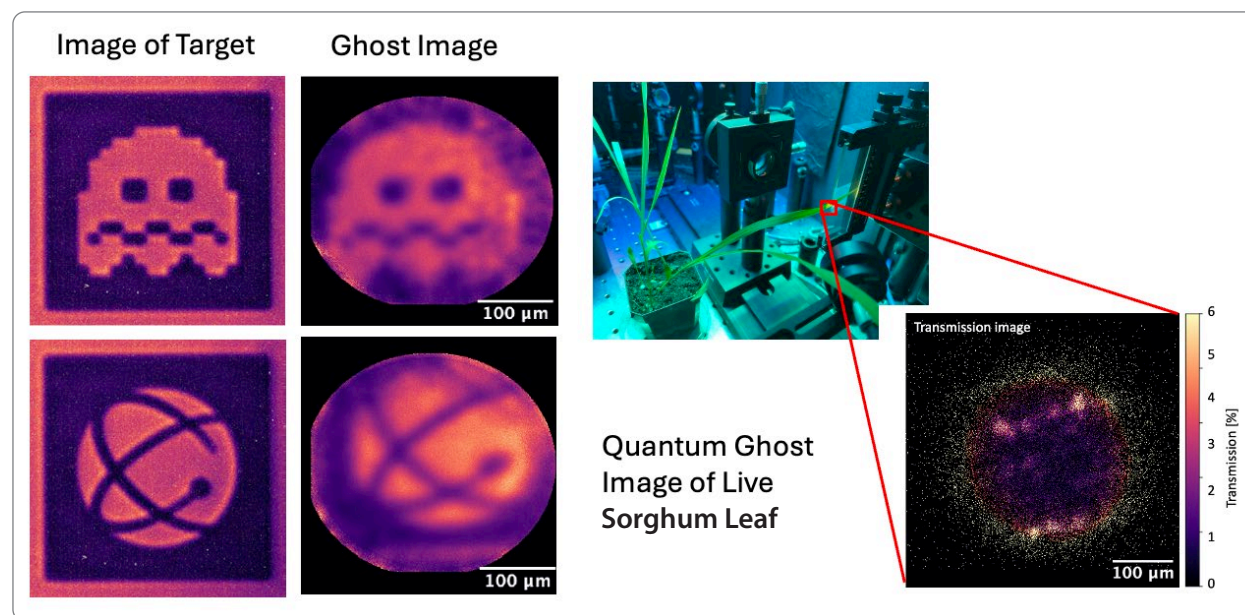 Image of Target
Ghost Image
100 µm
100 µm
Quantum Ghost
Image of Live
Sorghum Leaf
Transmission image
100 µm
6
5
4
3
2
1
0
Transmission [%]